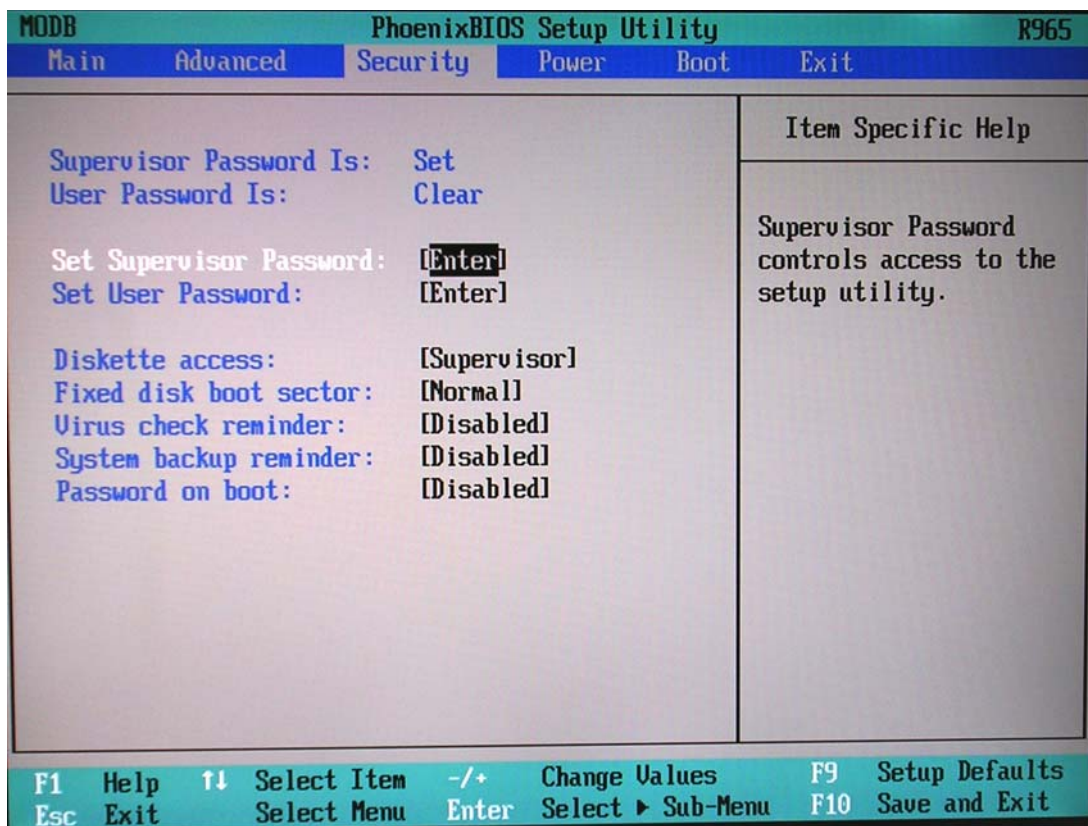 MODB PhoenixBIOS Setup Utility R965
Main Advanced Security Power Boot Exit
Item Specific Help
Supervisor Password Is: Set
User Password Is: Clear
Set Supervisor Password: [Enter]
Set User Password: [Enter]
Supervisor Password
controls access to the
setup utility.
Diskette access: [Supervisor]
Fixed disk boot sector: [Normal]
Virus check reminder: [Disabled]
System backup reminder: [Disabled]
Password on boot: [Disabled]
F1 Help ↑↓ Select Item -/+ Change Values F9 Setup Defaults
Esc Exit Select Menu Enter Select ▶ Sub-Menu F10 Save and Exit